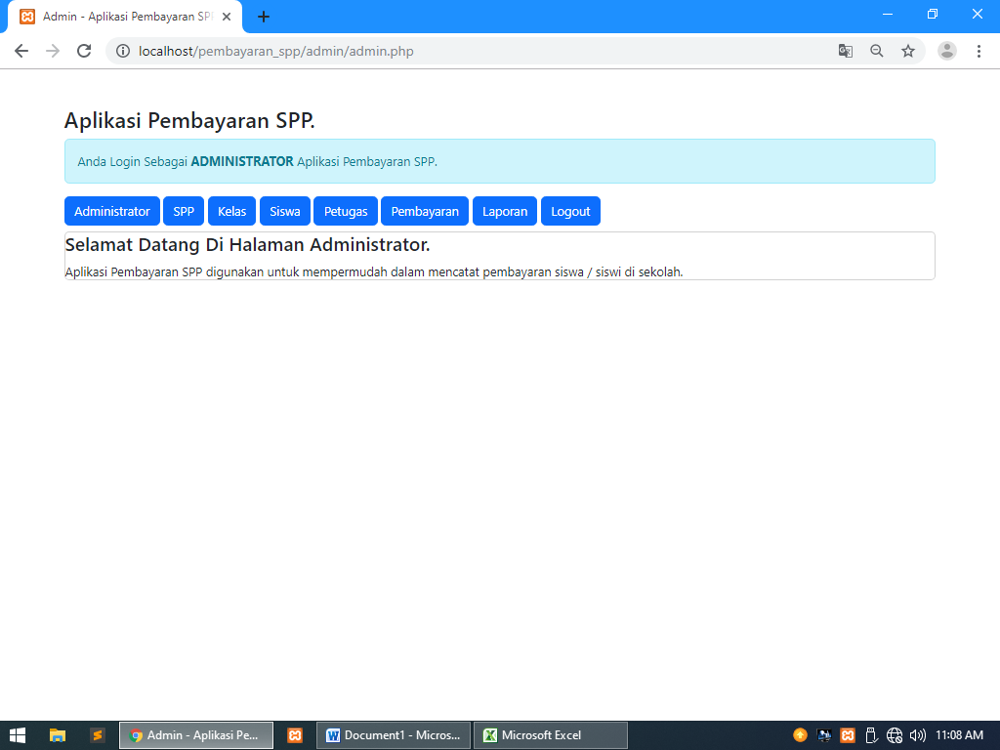 Admin - Aplikasi Pembayaran SPP
localhost/pembayaran_spp/admin/admin.php
Aplikasi Pembayaran SPP.
Anda Login Sebagai ADMINISTRATOR Aplikasi Pembayaran SPP.
Administrator SPP Kelas Siswa Petugas Pembayaran Laporan Logout
Selamat Datang Di Halaman Administrator.
Aplikasi Pembayaran SPP digunakan untuk mempermudah dalam mencatat pembayaran siswa / siswi di sekolah.
Admin - Aplikasi Pe... Document1 - Micros... Microsoft Excel 11:08 AM